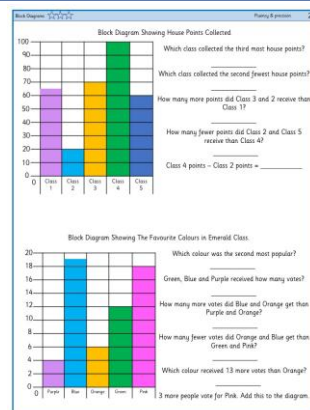 Block Diagrams
Fluency & precision
Block Diagram Showing House Points Collected
100
90
80
70
60
50
40
30
20
10
0
Class 1
Class 2
Class 3
Class 4
Class 5
Which class collected the third most house points?
Which class collected the second fewest house points?
How many more points did Class 3 and 2 receive than
Class 1?
How many fewer points did Class 2 and Class 5
receive than Class 4?
Class 4 points – Class 2 points =
Block Diagram Showing The Favourite Colours in Emerald Class.
20
18
16
14
12
10
8
6
4
2
0
Purple
Blue
Orange
Green
Pink
Which colour was the second most popular?
Green, Blue and Purple received how many votes?
How many more votes did Blue and Orange get than
Purple and Orange?
How many fewer votes did Orange and Blue get than
Green and Pink?
Which colour received 13 more votes than Orange?
3 more people vote for Pink. Add this to the diagram.